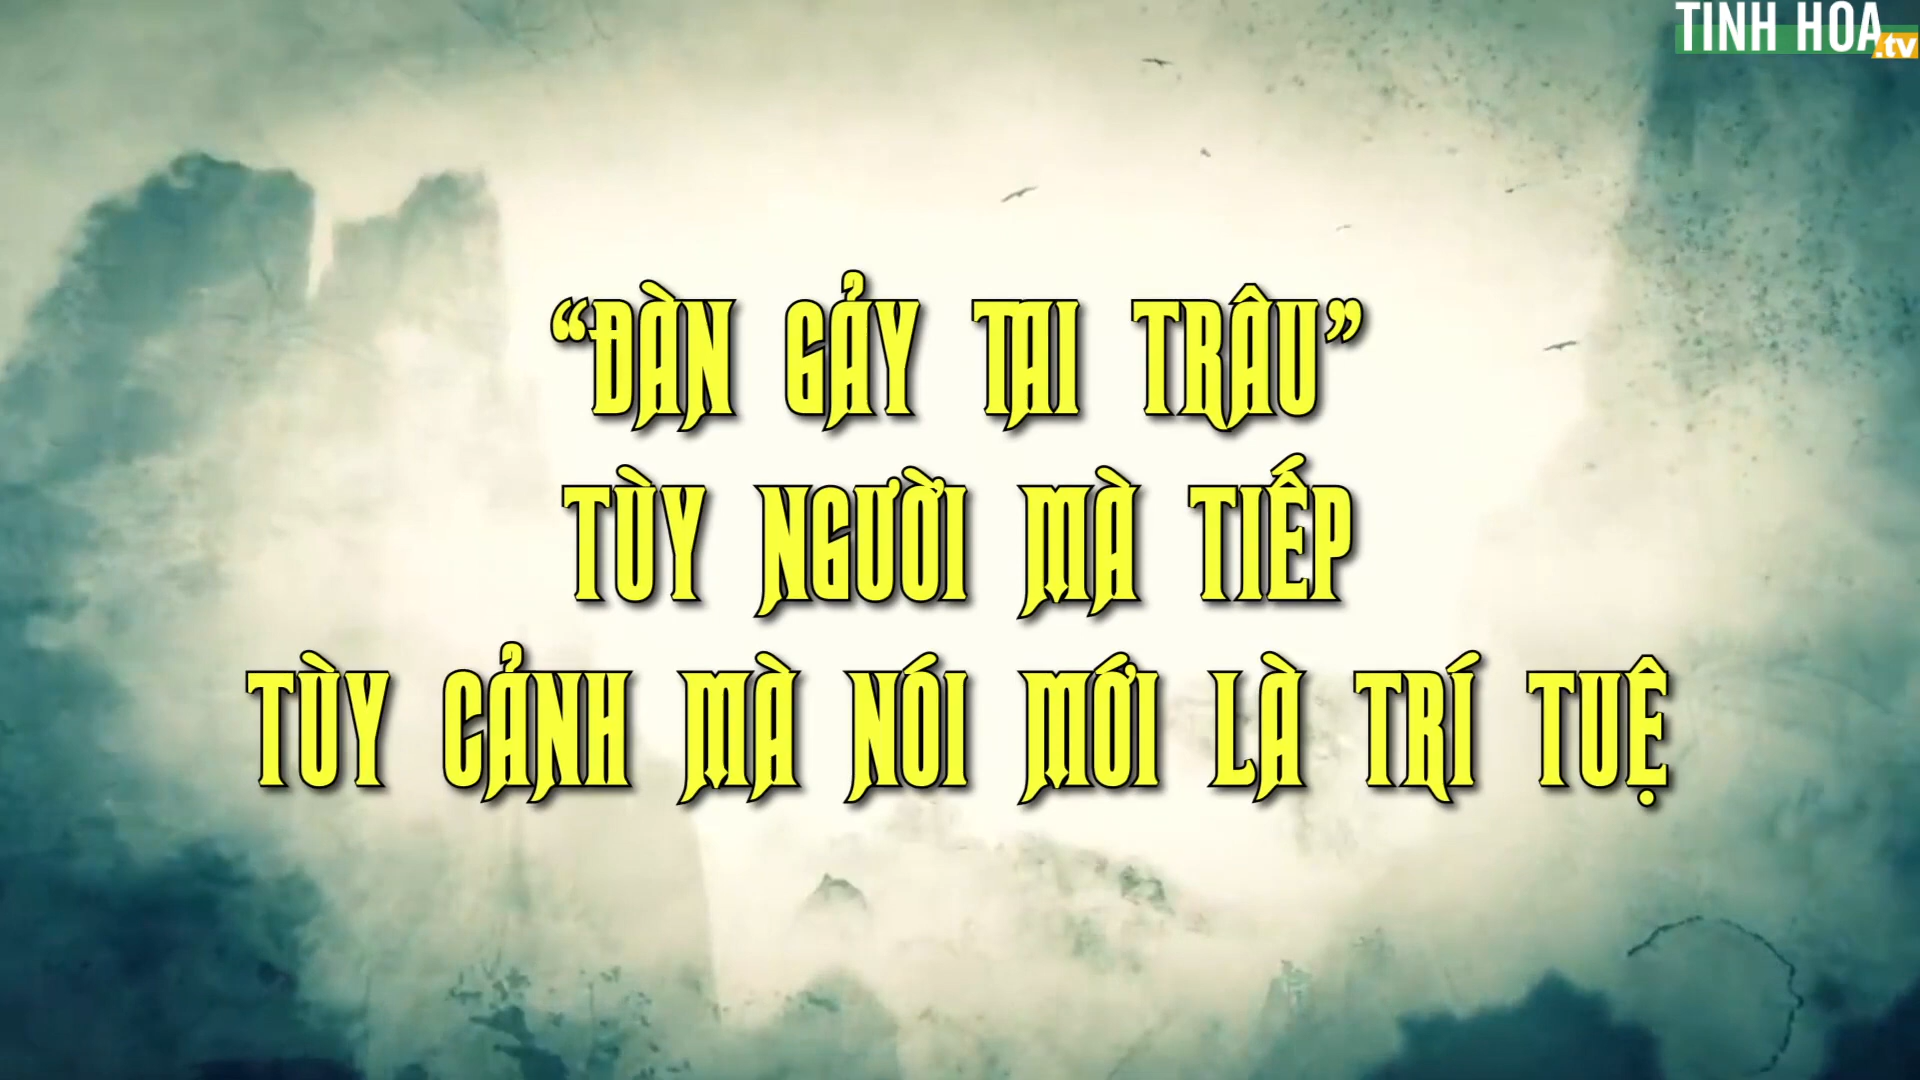 TINH HOA.tv
“ĐÀN GẢY TAI TRÂU”
TÙY NGƯỜI MÀ TIẾP
TÙY CẢNH MÀ NÓI MỚI LÀ TRÍ TUỆ